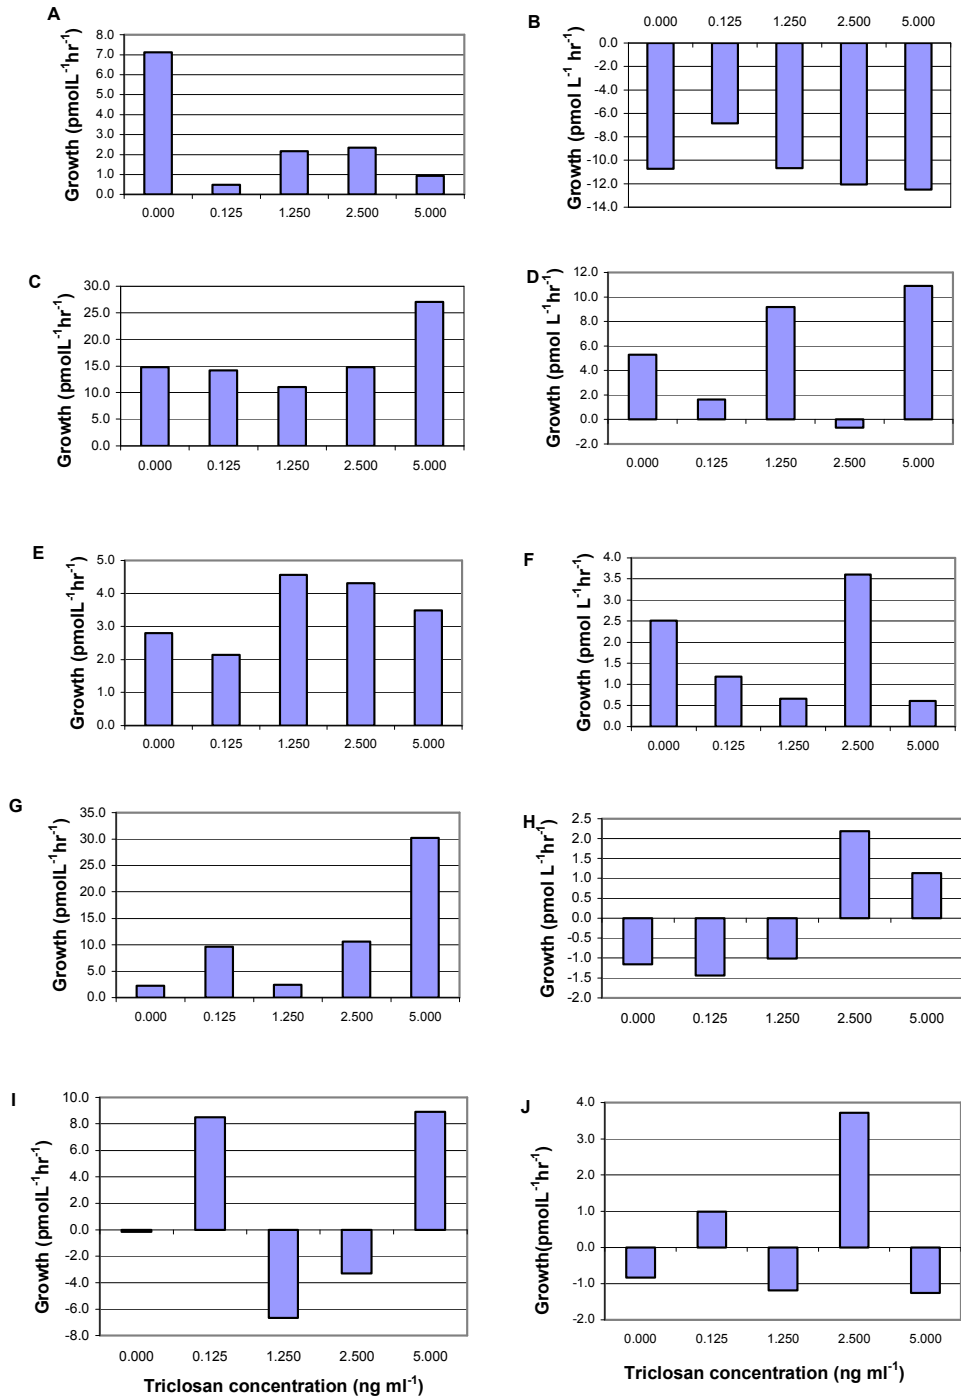 A
Growth (pmolL⁻¹hr⁻¹)
8.0
7.0
6.0
5.0
4.0
3.0
2.0
1.0
0.0
0.000 0.125 1.250 2.500 5.000
B
Growth (pmol L⁻¹ hr⁻¹)
0.000 0.125 1.250 2.500 5.000
0.0
-2.0
-4.0
-6.0
-8.0
-10.0
-12.0
-14.0
C
Growth (pmolL⁻¹hr⁻¹)
30.0
25.0
20.0
15.0
10.0
5.0
0.0
0.000 0.125 1.250 2.500 5.000
D
Growth (pmol L⁻¹hr⁻¹)
12.0
10.0
8.0
6.0
4.0
2.0
0.0
-2.0
0.000 0.125 1.250 2.500 5.000
E
Growth (pmolL⁻¹hr⁻¹)
5.0
4.0
3.0
2.0
1.0
0.0
0.000 0.125 1.250 2.500 5.000
F
Growth (pmol L⁻¹hr⁻¹)
4.0
3.5
3.0
2.5
2.0
1.5
1.0
0.5
0.0
0.000 0.125 1.250 2.500 5.000
G
Growth (pmolL⁻¹hr⁻¹)
35.0
30.0
25.0
20.0
15.0
10.0
5.0
0.0
0.000 0.125 1.250 2.500 5.000
H
Growth (pmol L⁻¹hr⁻¹)
2.5
2.0
1.5
1.0
0.5
0.0
-0.5
-1.0
-1.5
-2.0
0.000 0.125 1.250 2.500 5.000
I
Growth (pmolL⁻¹hr⁻¹)
10.0
8.0
6.0
4.0
2.0
0.0
-2.0
-4.0
-6.0
-8.0
0.000 0.125 1.250 2.500 5.000
Triclosan concentration (ng ml⁻¹)
J
Growth(pmolL⁻¹hr⁻¹)
4.0
3.0
2.0
1.0
0.0
-1.0
-2.0
0.000 0.125 1.250 2.500 5.000
Triclosan concentration (ng ml⁻¹)